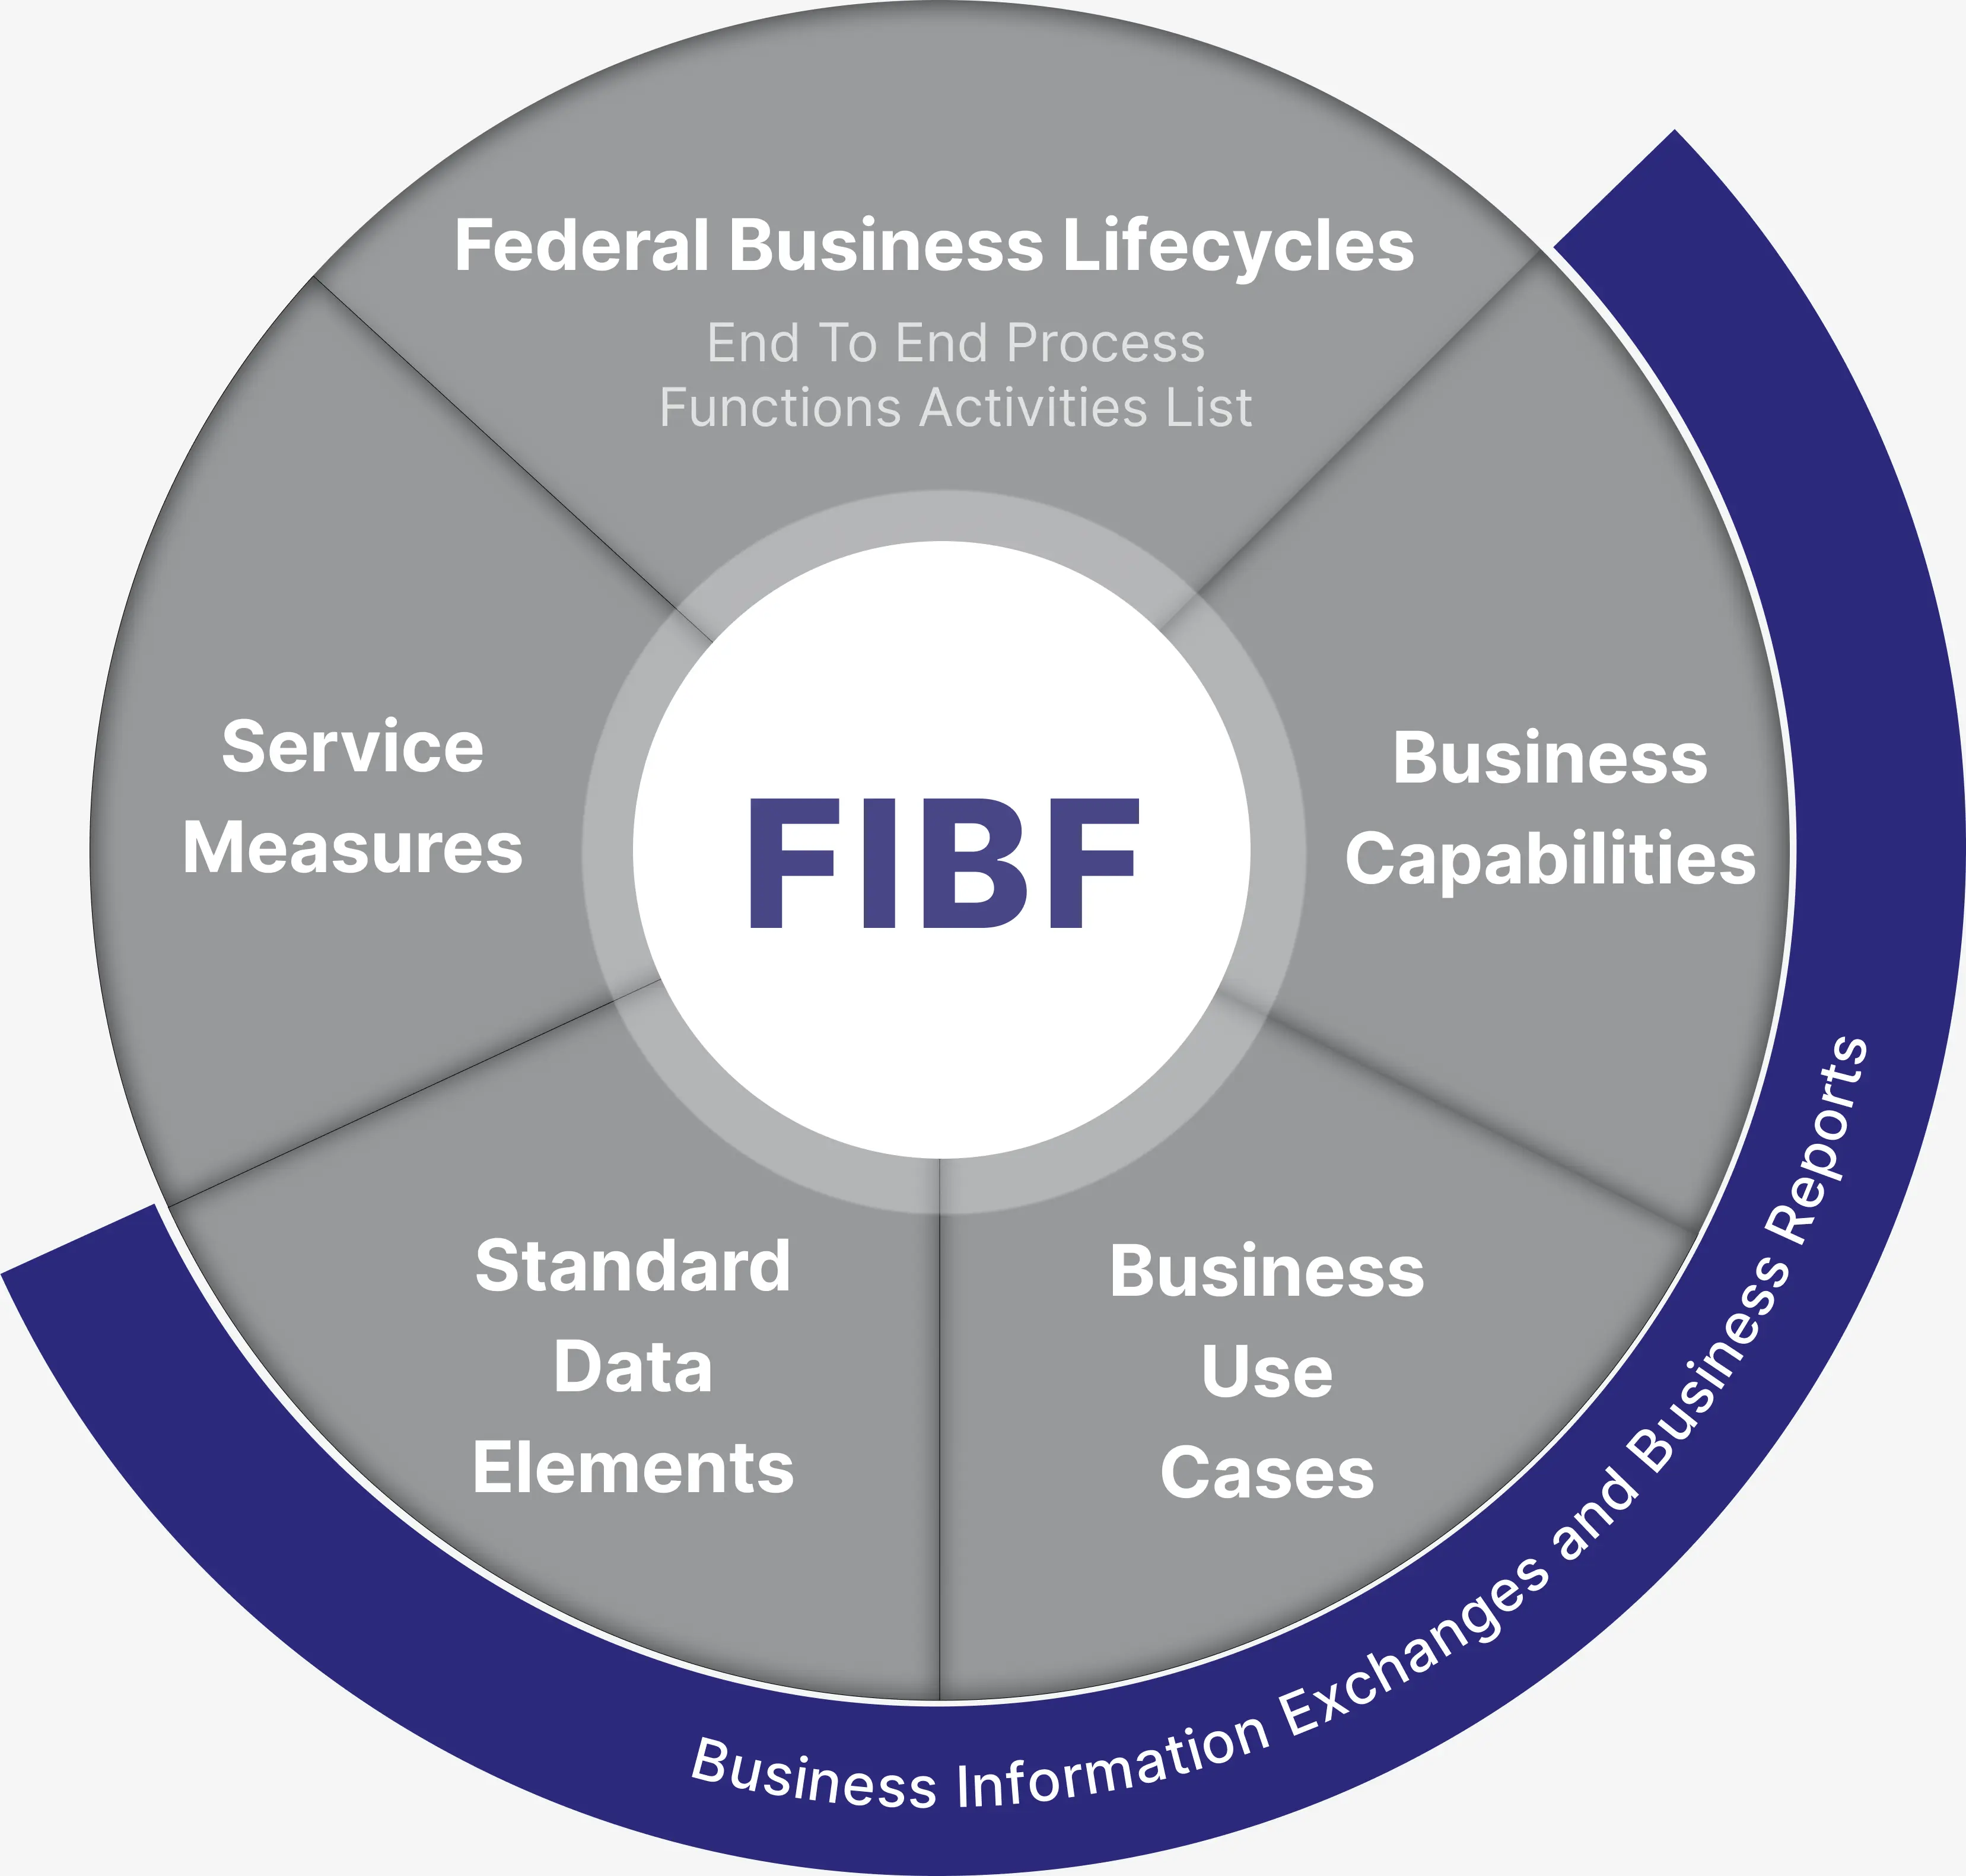 Federal Business Lifecycles
End To End Process
Functions Activities List
Service
Measures
FIBF
Business
Capabilities
Standard
Data
Elements
Business
Use
Cases
Business Information Exchanges and Business Reports